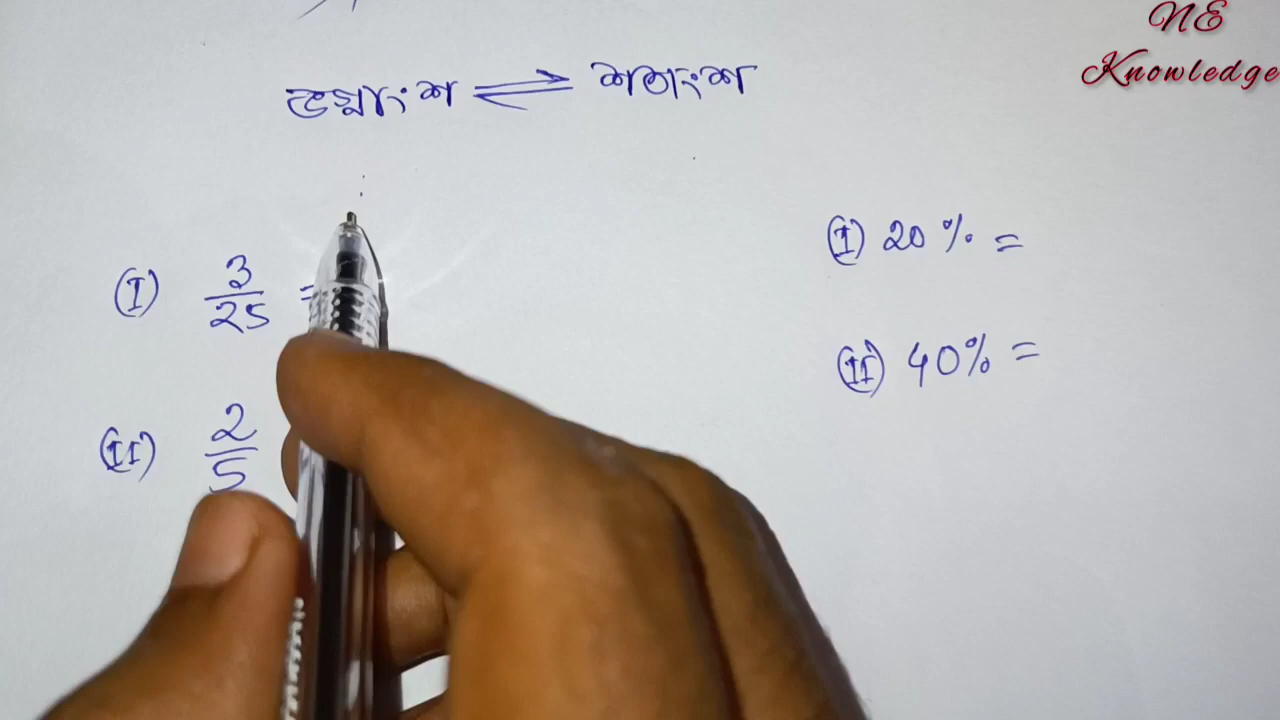 NE
Knowledge
ভগ্নাংশ ⇌ শতাংশ
(I) 3/25 =
(II) 2/5
(I) 20% =
(II) 40% =